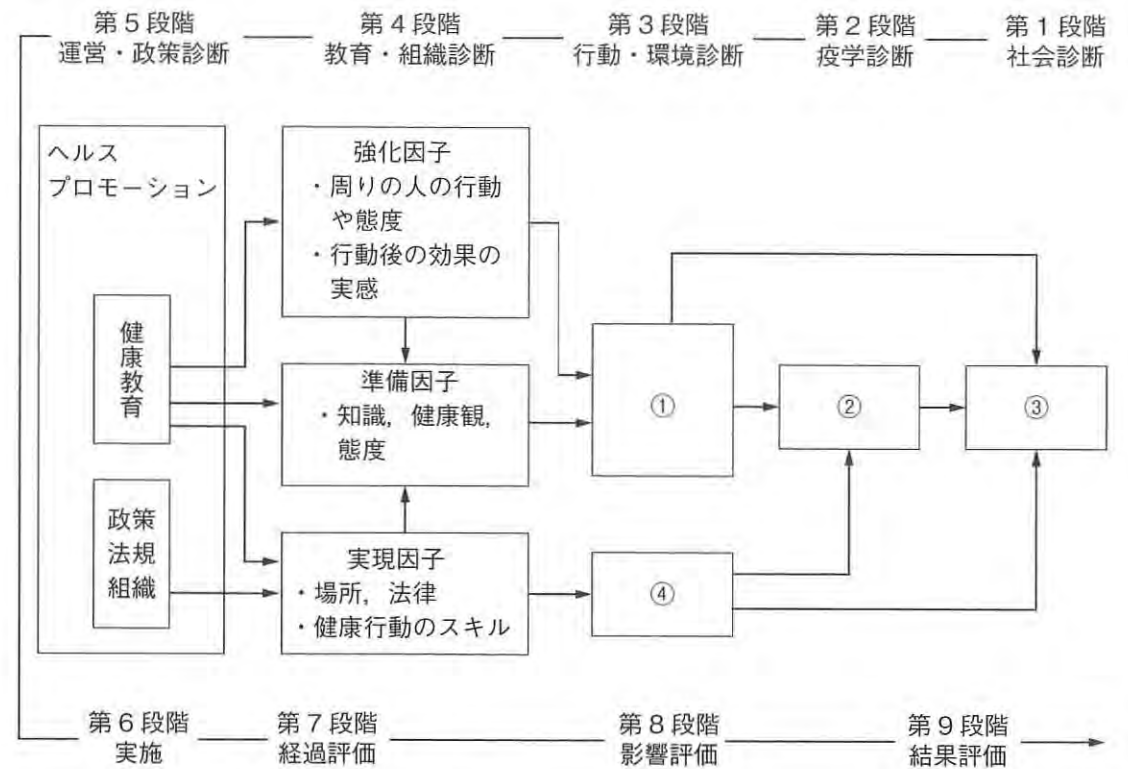 第5段階
運営・政策診断
第4段階
教育・組織診断
第3段階
行動・環境診断
第2段階
疫学診断
第1段階
社会診断
ヘルス
プロモーション
健康教育
政策
法規
組織
強化因子
・周りの人の行動
や態度
・行動後の効果の
実感
準備因子
・知識，健康観，
態度
実現因子
・場所，法律
・健康行動のスキル
①
②
③
④
第6段階
実施
第7段階
経過評価
第8段階
影響評価
第9段階
結果評価